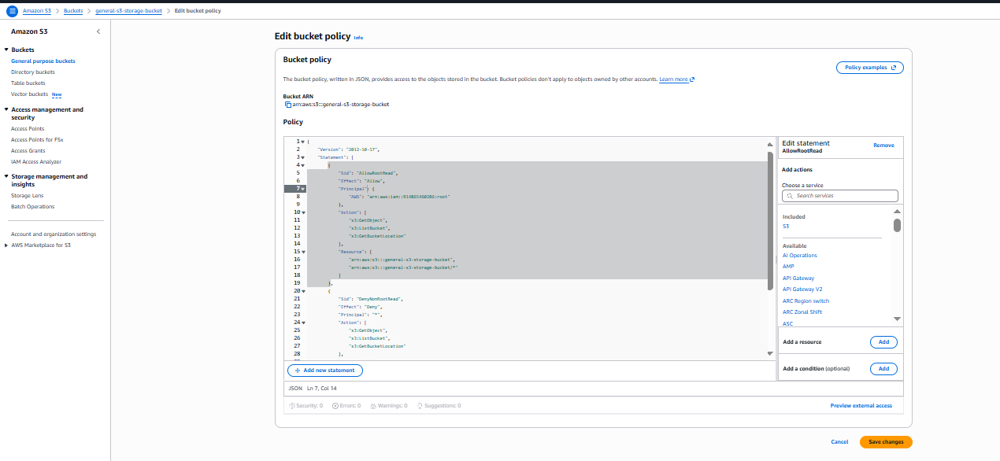 Amazon S3 > Buckets > general-s3-storage-bucket > Edit bucket policy
Amazon S3
Buckets
General purpose buckets
Directory buckets
Table buckets
Vector buckets New
Access management and
security
Access Points
Access Points for FSx
Access Grants
IAM Access Analyzer
Storage management and
insights
Storage Lens
Batch Operations
Account and organization settings
AWS Marketplace for S3
Edit bucket policy Info
Bucket policy
Policy examples
The bucket policy, written in JSON, provides access to the objects stored in the bucket. Bucket policies don't apply to objects owned by other accounts. Learn more
Bucket ARN
arn:aws:s3:::general-s3-storage-bucket
Policy
1 {
2 "Version": "2012-10-17",
3 "Statement": [
4 {
5 "Sid": "AllowRootRead",
6 "Effect": "Allow",
7 "Principal": {
8 "AWS": "arn:aws:iam::914865460286:root"
9 },
10 "Action": [
11 "s3:GetObject",
12 "s3:ListBucket",
13 "s3:GetBucketLocation"
14 ],
15 "Resource": [
16 "arn:aws:s3:::general-s3-storage-bucket",
17 "arn:aws:s3:::general-s3-storage-bucket/*"
18 ]
19 },
20 {
21 "Sid": "DenyNonRootRead",
22 "Effect": "Deny",
23 "Principal": "*",
24 "Action": [
25 "s3:GetObject",
26 "s3:ListBucket",
27 "s3:GetBucketLocation"
28 ],
+ Add new statement
JSON Ln 7, Col 14
Security: 0 Errors: 0 Warnings: 0 Suggestions: 0
Preview external access
Edit statement
AllowRootRead
Remove
Add actions
Choose a service
Search services
Included
S3
Available
AI Operations
AMP
API Gateway
API Gateway V2
ARC Region switch
ARC Zonal Shift
ASC
Add a resource Add
Add a condition (optional) Add
Cancel Save changes